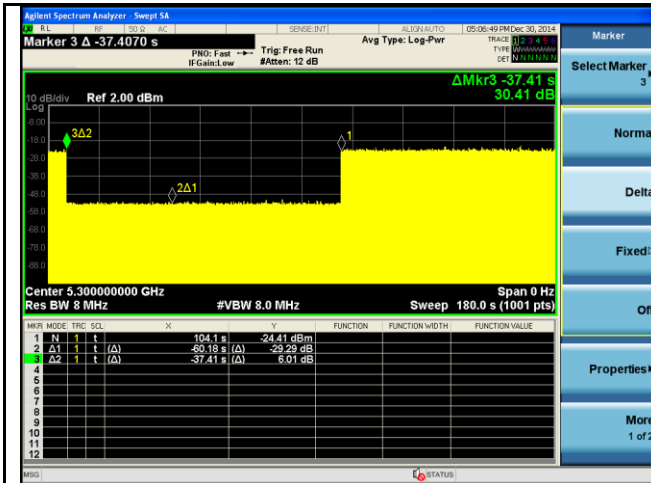 Agilent Spectrum Analyzer - Swept SA
RL RF 50 Ω AC SENSE:INT ALIGN AUTO 05:06:49 PM Dec 30, 2014
Marker 3 Δ -37.4070 s
PNO: Fast
IFGain:Low
Trig: Free Run
#Atten: 12 dB
Avg Type: Log-Pwr
TRACE 1 2 3 4 5 6
TYPE
DET N N N N N N
ΔMkr3 -37.41 s
30.41 dB
10 dB/div Ref 2.00 dBm
Log
-8.00
-18.0
-28.0
-38.0
-48.0
-58.0
-68.0
-78.0
-88.0
3Δ2
2Δ1
1
Center 5.300000000 GHz Span 0 Hz
Res BW 8 MHz #VBW 8.0 MHz Sweep 180.0 s (1001 pts)
MKR MODE TRC SCL X Y FUNCTION FUNCTION WIDTH FUNCTION VALUE
1 N 1 t 104.1 s -24.41 dBm
2 Δ1 1 t (Δ) -60.18 s (Δ) -29.29 dB
3 Δ2 1 t (Δ) -37.41 s (Δ) 6.01 dB
4
5
6
7
8
9
10
11
12
MSG STATUS
Marker
Select Marker
3
Norma
Delta
Fixed
Of
Properties
More
1 of 2